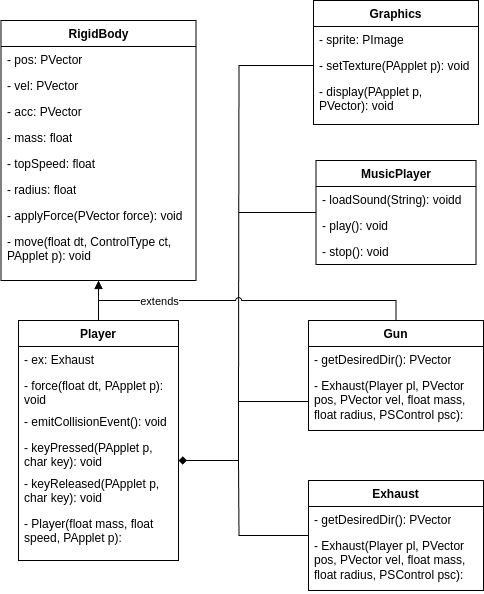 RigidBody
- pos: PVector
- vel: PVector
- acc: PVector
- mass: float
- topSpeed: float
- radius: float
- applyForce(PVector force): void
- move(float dt, ControlType ct,
PApplet p): void
Graphics
- sprite: PImage
- setTexture(PApplet p): void
- display(PApplet p,
PVector): void
MusicPlayer
- loadSound(String): voidd
- play(): void
- stop(): void
extends
Player
- ex: Exhaust
- force(float dt, PApplet p):
void
- emitCollisionEvent(): void
- keyPressed(PApplet p,
char key): void
- keyReleased(PApplet p,
char key): void
- Player(float mass, float
speed, PApplet p):
Gun
- getDesiredDir(): PVector
- Exhaust(Player pl, PVector
pos, PVector vel, float mass,
float radius, PSControl psc):
Exhaust
- getDesiredDir(): PVector
- Exhaust(Player pl, PVector
pos, PVector vel, float mass,
float radius, PSControl psc):